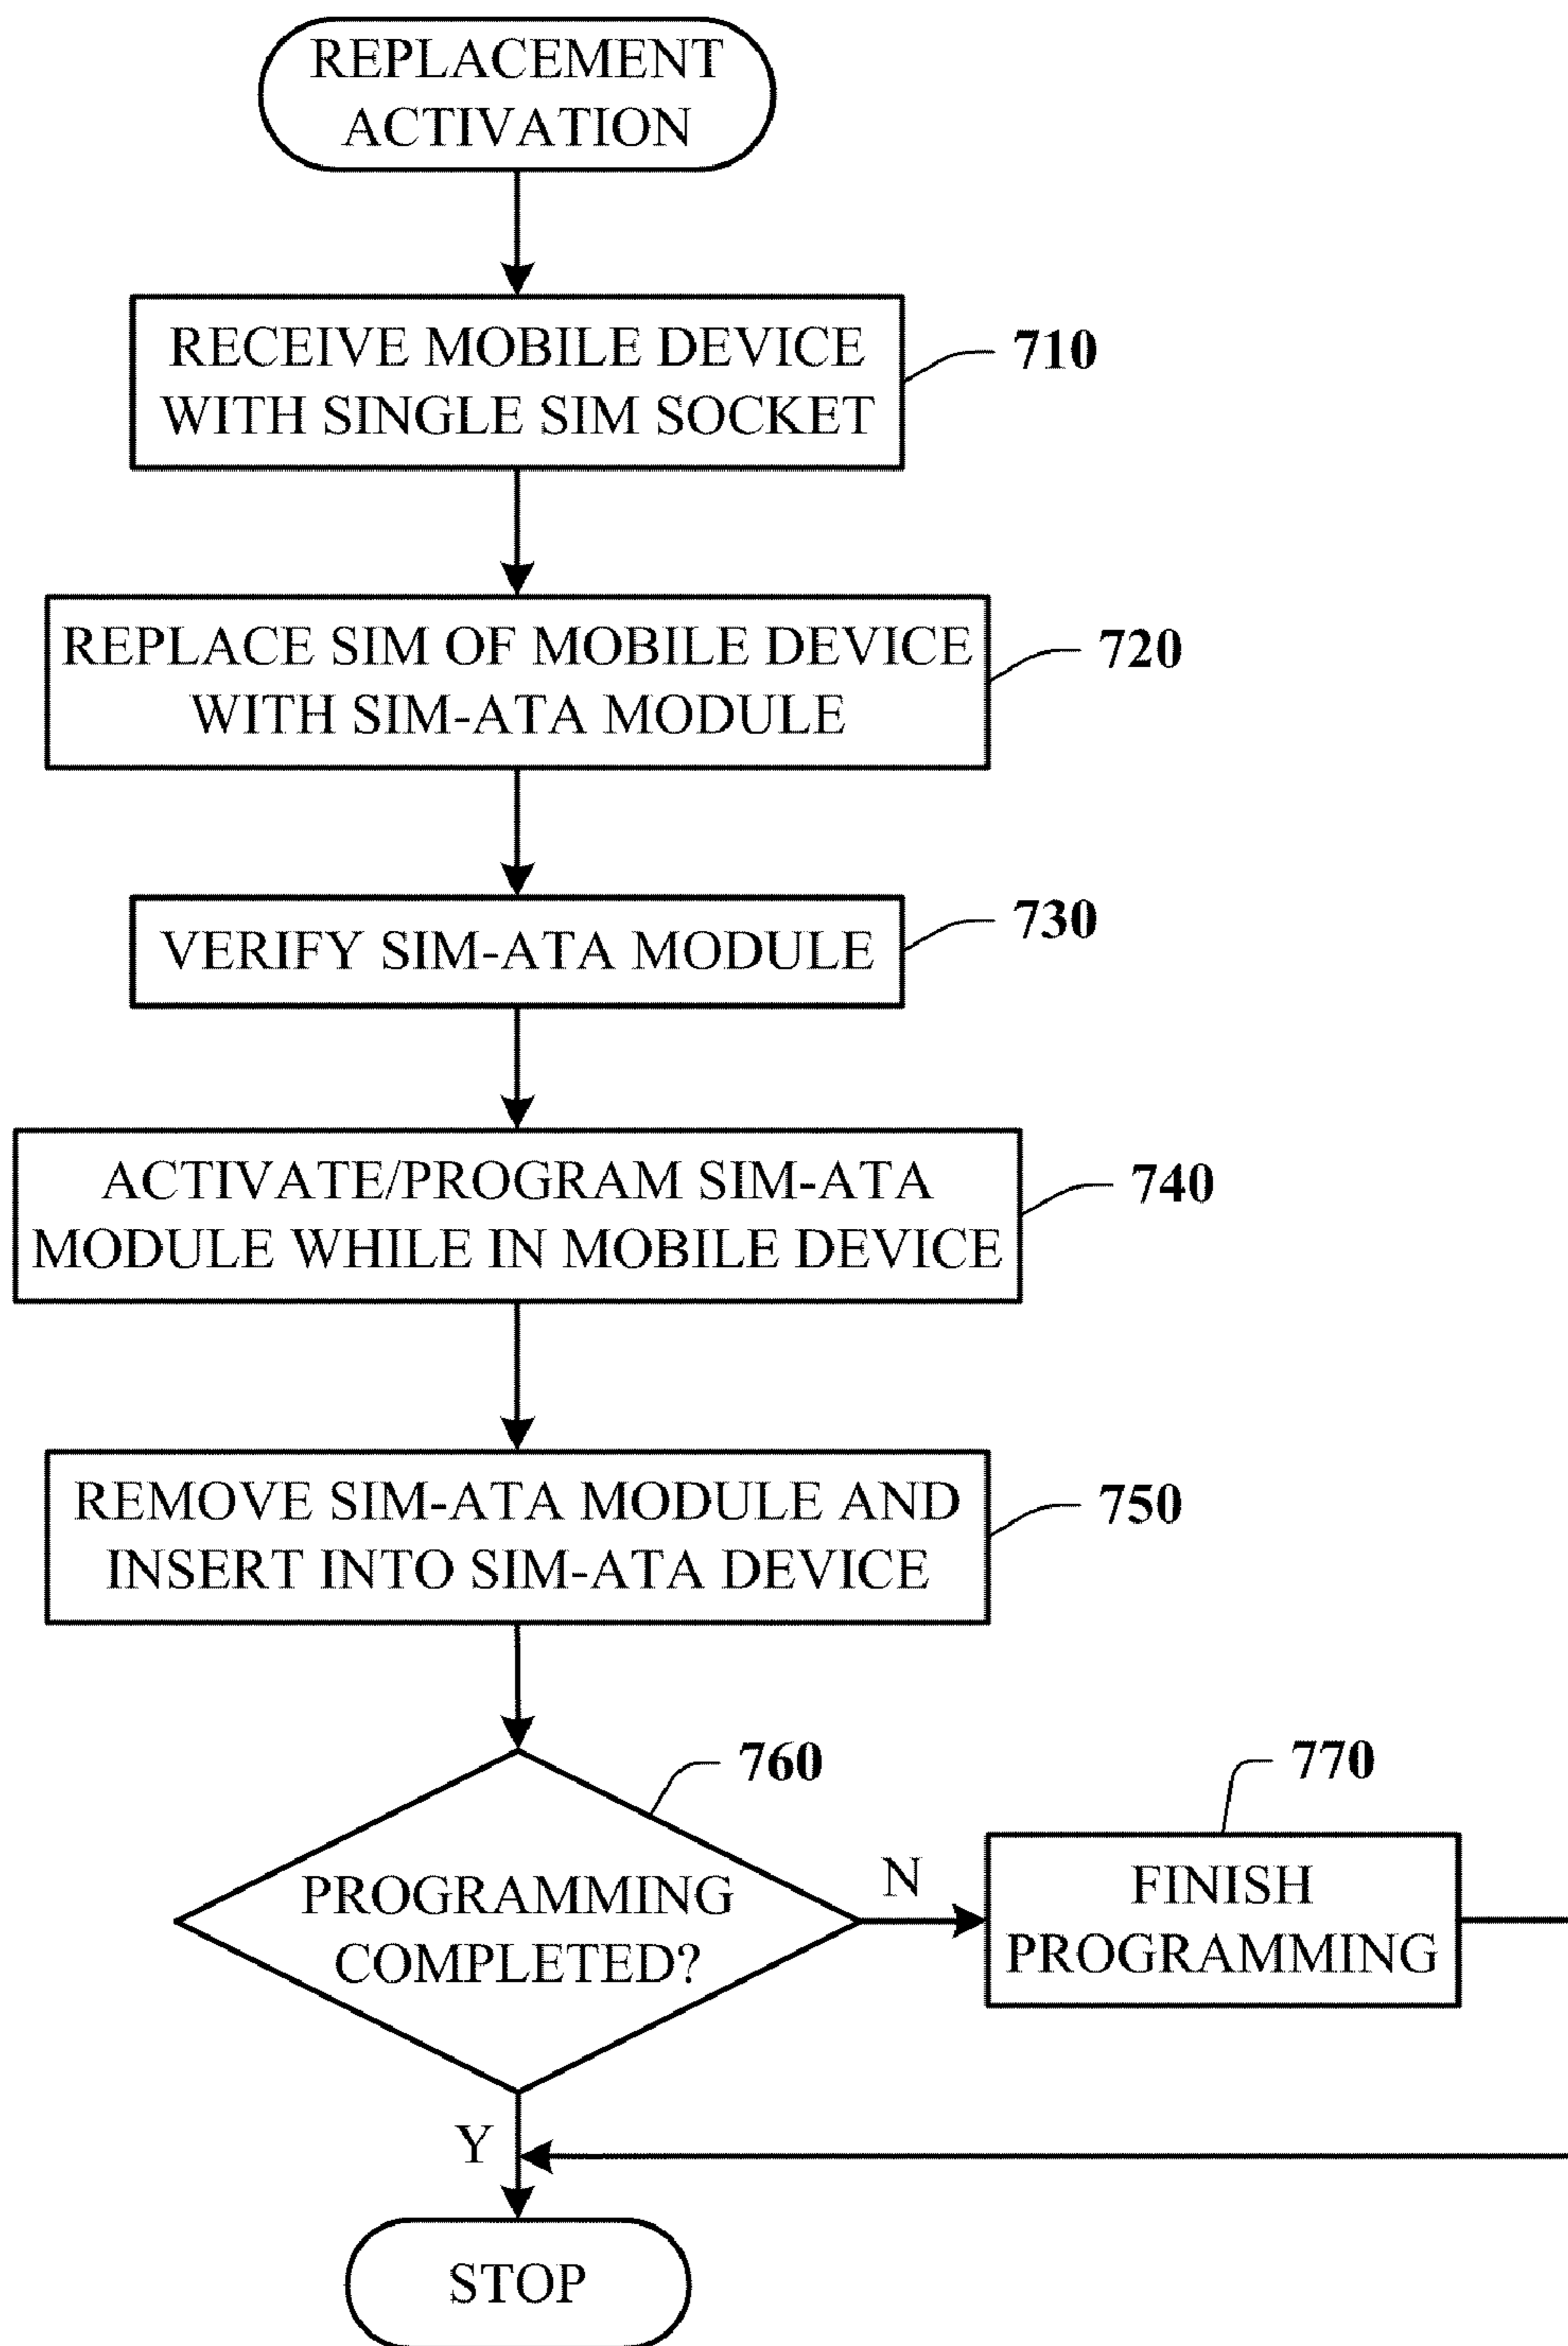 REPLACEMENT
ACTIVATION
RECEIVE MOBILE DEVICE
WITH SINGLE SIM SOCKET
710
REPLACE SIM OF MOBILE DEVICE
WITH SIM-ATA MODULE
720
VERIFY SIM-ATA MODULE
730
ACTIVATE/PROGRAM SIM-ATA
MODULE WHILE IN MOBILE DEVICE
740
REMOVE SIM-ATA MODULE AND
INSERT INTO SIM-ATA DEVICE
750
PROGRAMMING
COMPLETED?
760
N
FINISH
PROGRAMMING
770
Y
STOP